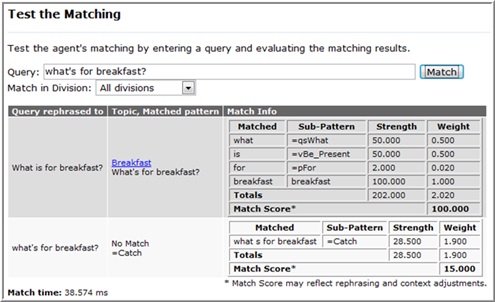 Test the Matching
Test the agent's matching by entering a query and evaluating the matching results.
Query: what's for breakfast? Match
Match in Division: All divisions
Query rephrased to Topic, Matched pattern Match Info
What is for breakfast?
Breakfast
What's for breakfast?
Matched Sub-Pattern Strength Weight
what =qsWhat 50.000 0.500
is =vBe_Present 50.000 0.500
for =pFor 2.000 0.020
breakfast breakfast 100.000 1.000
Totals 202.000 2.020
Match Score* 100.000
what's for breakfast?
No Match
=Catch
Matched Sub-Pattern Strength Weight
what s for breakfast =Catch 28.500 1.900
Totals 28.500 1.900
Match Score* 15.000
* Match Score may reflect rephrasing and context adjustments.
Match time: 38.574 ms